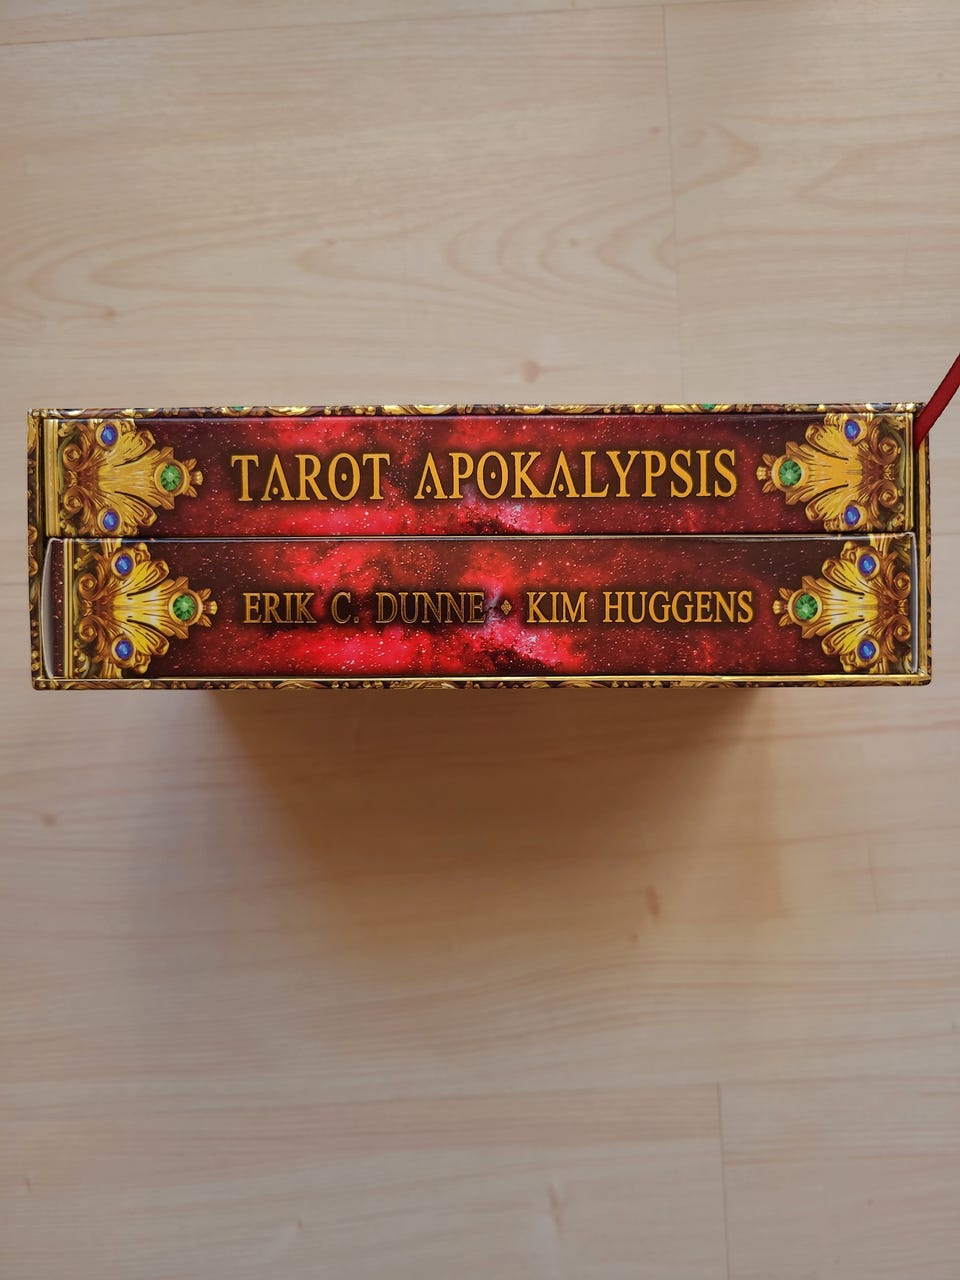 TAROT APOKALYPSIS
ERIK C. DUNNE ⬥ KIM HUGGENS